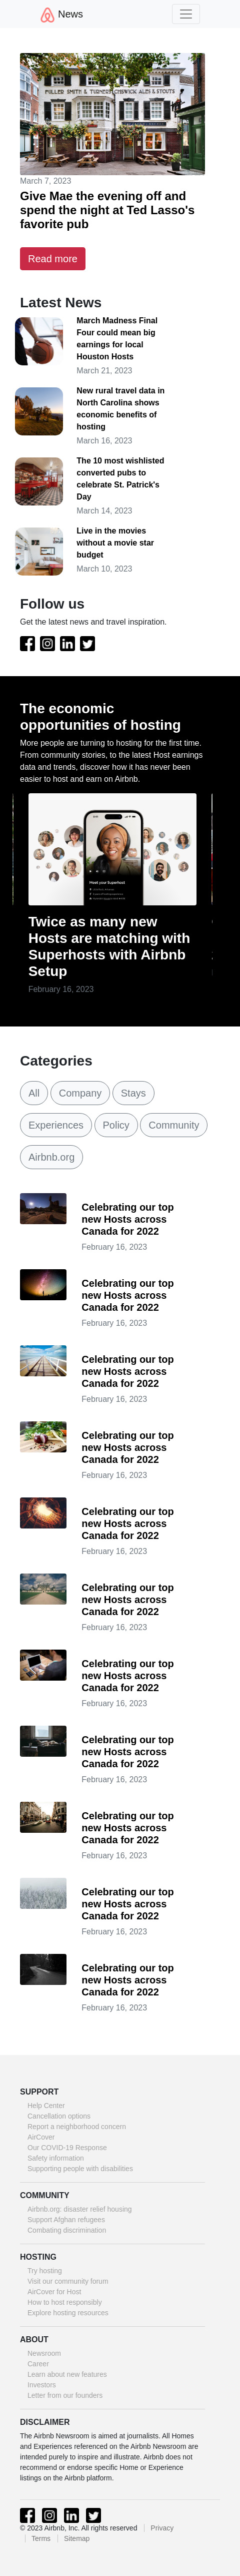 News
FULLER SMITH & TURNER
March 7, 2023
Give Mae the evening off and
spend the night at Ted Lasso's
favorite pub
Read more
Latest News
March Madness Final
Four could mean big
earnings for local
Houston Hosts
March 21, 2023
New rural travel data in
North Carolina shows
economic benefits of
hosting
March 16, 2023
The 10 most wishlisted
converted pubs to
celebrate St. Patrick's
Day
March 14, 2023
Live in the movies
without a movie star
budget
March 10, 2023
Follow us
Get the latest news and travel inspiration.
The economic
opportunities of hosting
More people are turning to hosting for the first time.
From community stories, to the latest Host earnings
data and trends, discover how it has never been
easier to host and earn on Airbnb.
Twice as many new
Hosts are matching with
Superhosts with Airbnb
Setup
February 16, 2023
Categories
All
Company
Stays
Experiences
Policy
Community
Airbnb.org
Celebrating our top
new Hosts across
Canada for 2022
February 16, 2023
Celebrating our top
new Hosts across
Canada for 2022
February 16, 2023
Celebrating our top
new Hosts across
Canada for 2022
February 16, 2023
Celebrating our top
new Hosts across
Canada for 2022
February 16, 2023
Celebrating our top
new Hosts across
Canada for 2022
February 16, 2023
Celebrating our top
new Hosts across
Canada for 2022
February 16, 2023
Celebrating our top
new Hosts across
Canada for 2022
February 16, 2023
Celebrating our top
new Hosts across
Canada for 2022
February 16, 2023
Celebrating our top
new Hosts across
Canada for 2022
February 16, 2023
Celebrating our top
new Hosts across
Canada for 2022
February 16, 2023
Celebrating our top
new Hosts across
Canada for 2022
February 16, 2023
SUPPORT
Help Center
Cancellation options
Report a neighborhood concern
AirCover
Our COVID-19 Response
Safety information
Supporting people with disabilities
COMMUNITY
Airbnb.org: disaster relief housing
Support Afghan refugees
Combating discrimination
HOSTING
Try hosting
Visit our community forum
AirCover for Host
How to host responsibly
Explore hosting resources
ABOUT
Newsroom
Career
Learn about new features
Investors
Letter from our founders
DISCLAIMER
The Airbnb Newsroom is aimed at journalists. All Homes
and Experiences referenced on the Airbnb Newsroom are
intended purely to inspire and illustrate. Airbnb does not
recommend or endorse specific Home or Experience
listings on the Airbnb platform.
© 2023 Airbnb, Inc. All rights reserved
Privacy
Terms
Sitemap